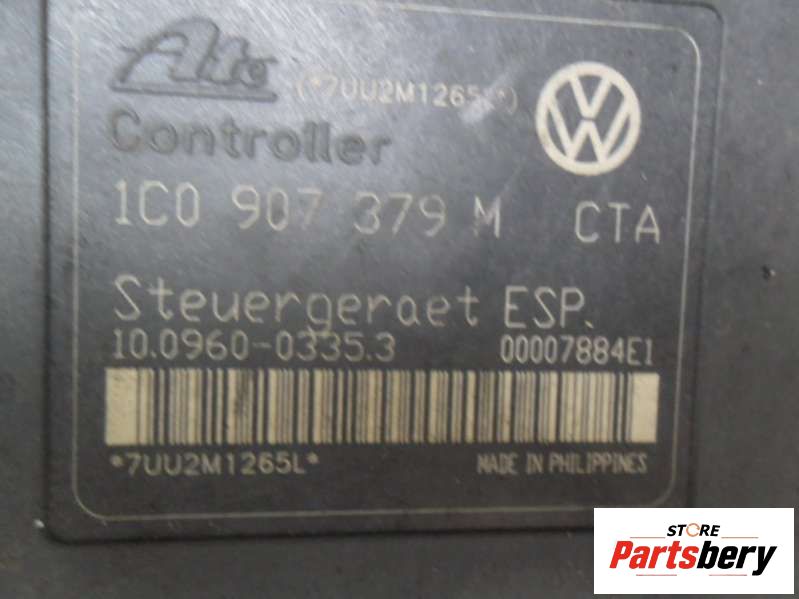 Ate (*7UU2M1265L*)
Controller
1C0 907 379 M CTA
Steuergeraet ESP.
10.0960-0335.3 00007884E1
*7UU2M1265L* MADE IN PHILIPPINES
STORE
Partsbery